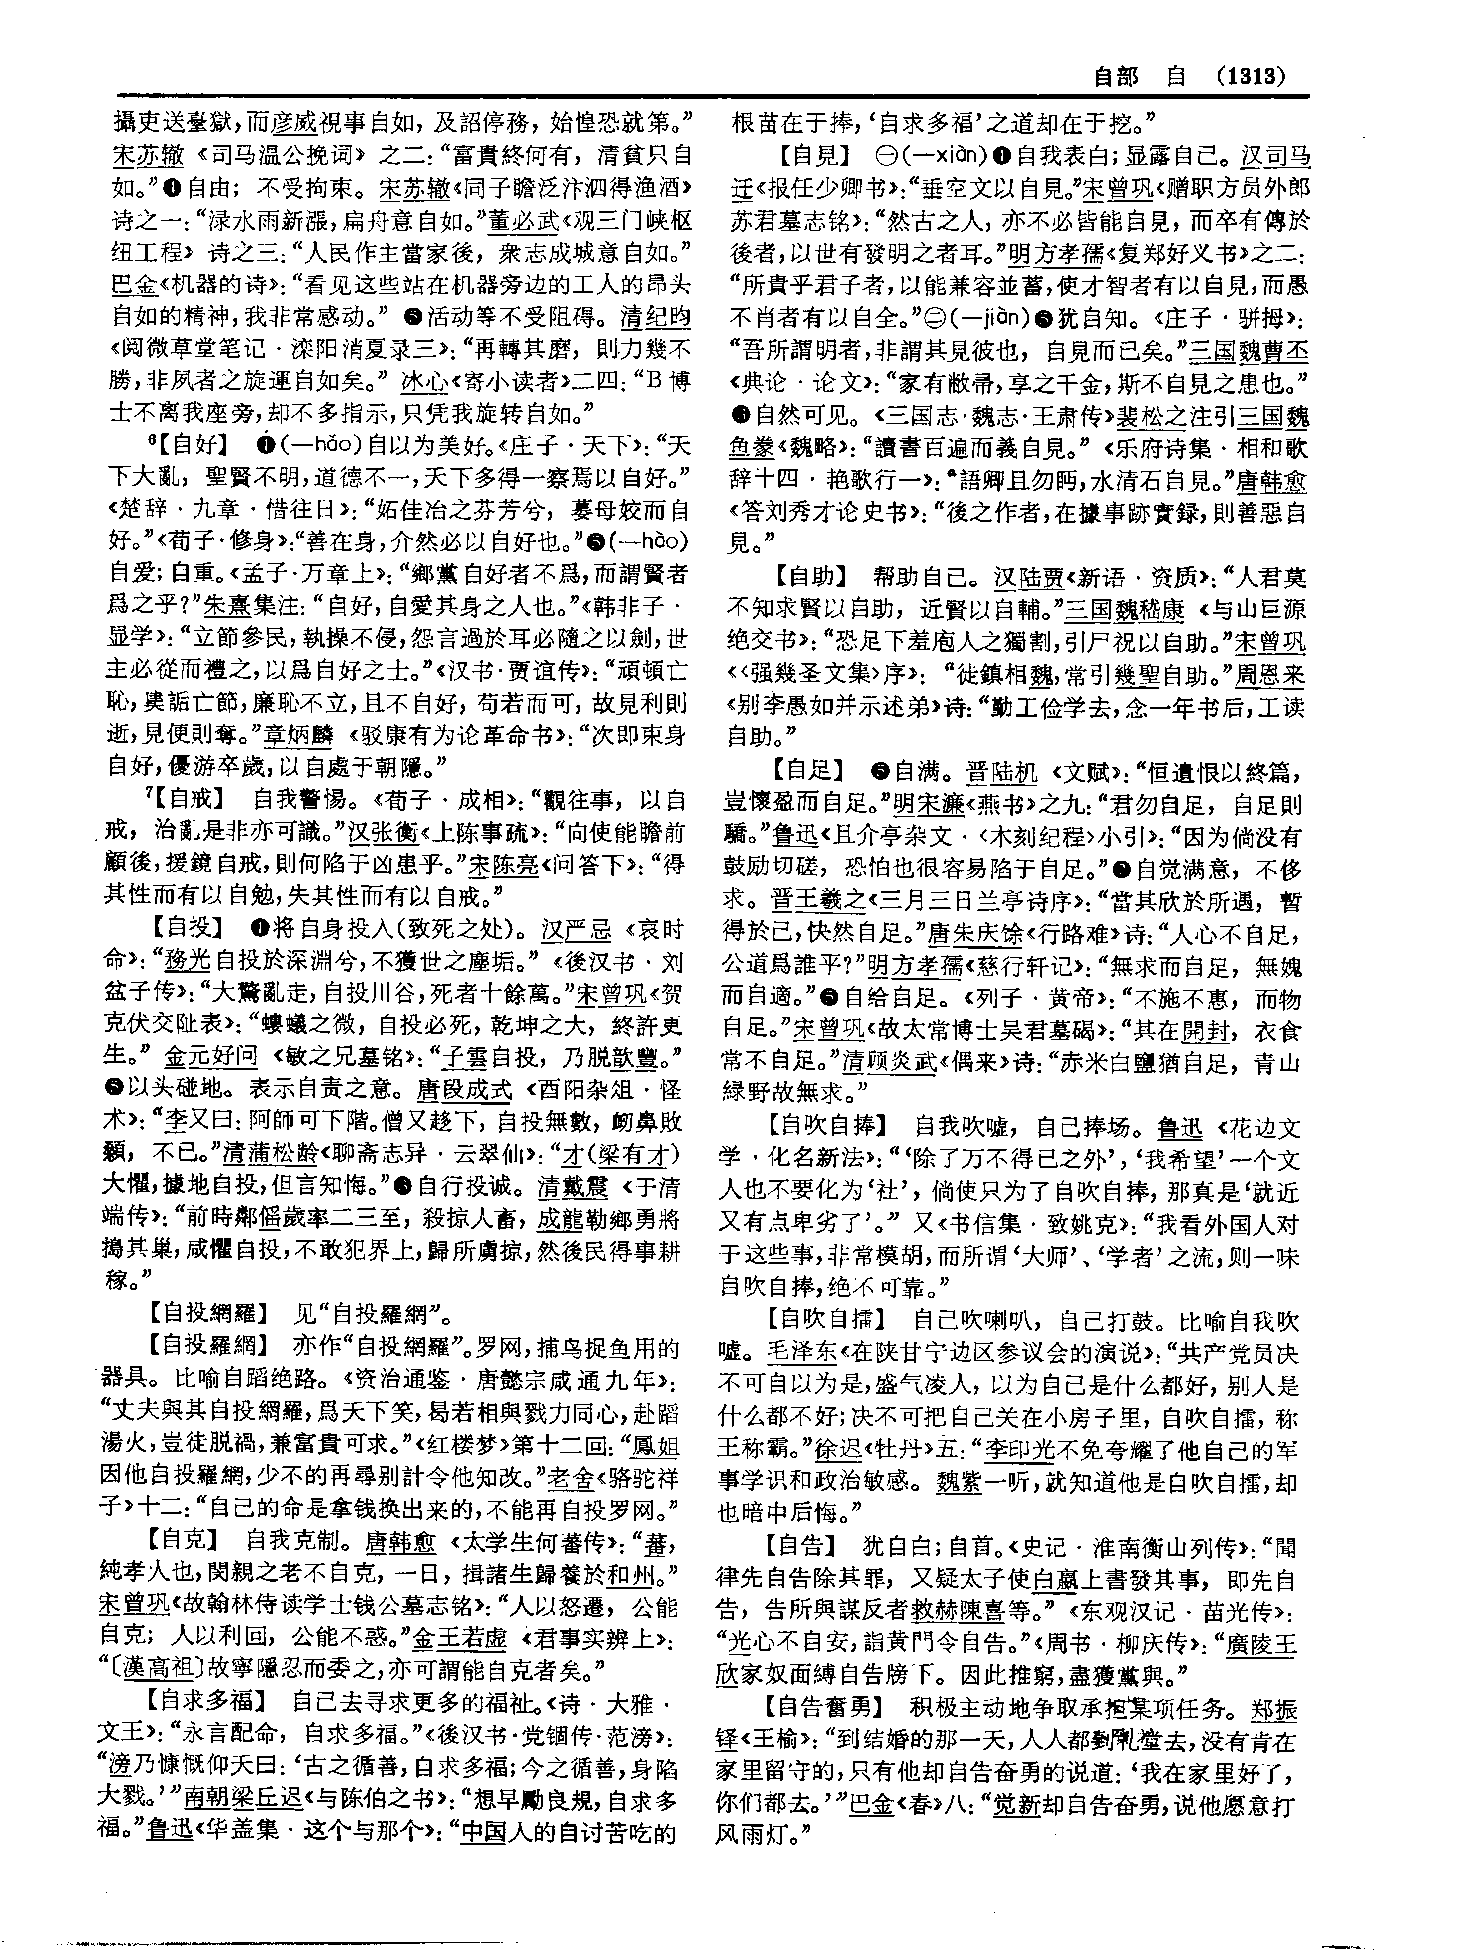 自部　自　(1313)
攝吏送臺獄，而彦威視事自如，及詔停務，始惶恐就第。”
宋苏辙《司马温公挽词》之二：“富貴終何有，清貧只自
如。”❹自由；不受拘束。宋苏辙《同子瞻泛汴泗得渔酒》
诗之一：“渌水雨新漲，扁舟意自如。”董必武《观三门峡枢
纽工程》诗之三：“人民作主當家後，衆志成城意自如。”
巴金《机器的诗》：“看见这些站在机器旁边的工人的昂头
自如的精神，我非常感动。”❺活动等不受阻碍。清纪昀
《阅微草堂笔记·滦阳消夏录三》：“再轉其磨，則力幾不
勝，非夙者之旋運自如矣。”冰心《寄小读者》二四：“B博
士不离我座旁，却不多指示，只凭我旋转自如。”
⁶【自好】　❶(—hǎo)自以为美好。《庄子·天下》：“天
下大亂，聖賢不明，道德不一，天下多得一察焉以自好。”
《楚辞·九章·惜往日》：“妬佳冶之芬芳兮，蟇母姣而自
好。”《荀子·修身》：“善在身，介然必以自好也。”❷(—hào)
自爱；自重。《孟子·万章上》：“鄉黨自好者不爲，而謂賢者
爲之乎？”朱熹集注：“自好，自愛其身之人也。”《韩非子·
显学》：“立節參民，執操不侵，怨言過於耳必隨之以劍，世
主必從而禮之，以爲自好之士。”《汉书·贾谊传》：“頑頓亡
恥，奊詬亡節，廉恥不立，且不自好，苟若而可，故見利則
逝，見便則奪。”章炳麟《驳康有为论革命书》：“次即束身
自好，優游卒歲，以自處于朝隱。”
⁷【自戒】　自我警惕。《荀子·成相》：“觀往事，以自
戒，治亂是非亦可識。”汉张衡《上陈事疏》：“向使能瞻前
顧後，援鏡自戒，則何陷于凶患乎。”宋陈亮《问答下》：“得
其性而有以自勉，失其性而有以自戒。”
【自投】　❶将自身投入(致死之处)。汉严忌《哀时
命》：“務光自投於深淵兮，不獲世之塵垢。”《後汉书·刘
盆子传》：“大驚亂走，自投川谷，死者十餘萬。”宋曾巩《贺
克伏交阯表》：“螻蟻之微，自投必死，乾坤之大，終許更
生。”金元好问《敏之兄墓铭》：“子雲自投，乃脱歆豐。”
❷以头碰地。表示自责之意。唐段成式《酉阳杂俎·怪
术》：“李又曰：阿師可下階。僧又趍下，自投無數，衂鼻敗
顙，不已。”清蒲松龄《聊斋志异·云翠仙》：“才(梁有才)
大懼，據地自投，但言知悔。”❸自行投诚。清戴震《于清
端传》：“前時鄰傜歲率二三至，殺掠人畜，成龍勒鄉勇將
搗其巢，咸懼自投，不敢犯界上，歸所虜掠，然後民得事耕
稼。”
【自投網羅】　见“自投羅網”。
【自投羅網】　亦作“自投網羅”。罗网，捕鸟捉鱼用的
器具。比喻自蹈绝路。《资治通鉴·唐懿宗咸通九年》：
“丈夫與其自投網羅，爲天下笑，曷若相與戮力同心，赴蹈
湯火，豈徒脱禍，兼富貴可求。”《红楼梦》第十二回：“鳳姐
因他自投羅網，少不的再尋別計令他知改。”老舍《骆驼祥
子》十二：“自己的命是拿钱换出来的，不能再自投罗网。”
【自克】　自我克制。唐韩愈《太学生何蕃传》：“蕃，
純孝人也，閔親之老不自克，一日，揖諸生歸養於和州。”
宋曾巩《故翰林侍读学士钱公墓志铭》：“人以怒遷，公能
自克；人以利回，公能不惑。”金王若虚《君事实辨上》：
“〔漢高祖〕故寧隱忍而委之，亦可謂能自克者矣。”
【自求多福】　自己去寻求更多的福祉。《诗·大雅·
文王》：“永言配命，自求多福。”《後汉书·党锢传·范滂》：
“滂乃慷慨仰天曰：‘古之循善，自求多福；今之循善，身陷
大戮。’”南朝梁丘迟《与陈伯之书》：“想早勵良規，自求多
福。”鲁迅《华盖集·这个与那个》：“中国人的自讨苦吃的
根苗在于捧，‘自求多福’之道却在于挖。”
【自見】　㊀(—xiàn)❶自我表白；显露自己。汉司马
迁《报任少卿书》：“垂空文以自見。”宋曾巩《赠职方员外郎
苏君墓志铭》：“然古之人，亦不必皆能自見，而卒有傳於
後者，以世有發明之者耳。”明方孝孺《复郑好义书》之二：
“所貴乎君子者，以能兼容並蓄，使才智者有以自見，而愚
不肖者有以自全。”㊁(—jiàn)❷犹自知。《庄子·骈拇》：
“吾所謂明者，非謂其見彼也，自見而已矣。”三国魏曹丕
《典论·论文》：“家有敝帚，享之千金，斯不自見之患也。”
❸自然可见。《三国志·魏志·王肃传》裴松之注引三国魏
鱼豢《魏略》：“讀書百遍而義自見。”《乐府诗集·相和歌
辞十四·艳歌行一》：“語卿且勿眄，水清石自見。”唐韩愈
《答刘秀才论史书》：“後之作者，在據事跡實録，則善惡自
見。”
【自助】　帮助自己。汉陆贾《新语·资质》：“人君莫
不知求賢以自助，近賢以自輔。”三国魏嵇康《与山巨源
绝交书》：“恐足下羞庖人之獨割，引尸祝以自助。”宋曾巩
《〈强幾圣文集〉序》：“徙鎮相魏，常引幾聖自助。”周恩来
《别李愚如并示述弟》诗：“勤工俭学去，念一年书后，工读
自助。”
【自足】　❶自满。晋陆机《文赋》：“恒遺恨以終篇，
豈懷盈而自足。”明宋濂《燕书》之九：“君勿自足，自足則
驕。”鲁迅《且介亭杂文·〈木刻纪程〉小引》：“因为倘没有
鼓励切磋，恐怕也很容易陷于自足。”❷自觉满意，不侈
求。晋王羲之《三月三日兰亭诗序》：“當其欣於所遇，暫
得於己，快然自足。”唐朱庆馀《行路难》诗：“人心不自足，
公道爲誰平？”明方孝孺《慈行轩记》：“無求而自足，無媿
而自適。”❸自给自足。《列子·黄帝》：“不施不惠，而物
自足。”宋曾巩《故太常博士吴君墓碣》：“其在開封，衣食
常不自足。”清顾炎武《偶来》诗：“赤米白鹽猶自足，青山
緑野故無求。”
【自吹自捧】　自我吹嘘，自己捧场。鲁迅《花边文
学·化名新法》：“‘除了万不得已之外’，‘我希望’一个文
人也不要化为‘社’，倘使只为了自吹自捧，那真是‘就近
又有点卑劣了’。”又《书信集·致姚克》：“我看外国人对
于这些事，非常模胡，而所谓‘大师’、‘学者’之流，则一味
自吹自捧，绝不可靠。”
【自吹自擂】　自己吹喇叭，自己打鼓。比喻自我吹
嘘。毛泽东《在陕甘宁边区参议会的演说》：“共产党员决
不可自以为是，盛气凌人，以为自己是什么都好，别人是
什么都不好；决不可把自己关在小房子里，自吹自擂，称
王称霸。”徐迟《牡丹》五：“李印光不免夸耀了他自己的军
事学识和政治敏感。魏紫一听，就知道他是自吹自擂，却
也暗中后悔。”
【自告】　犹自白；自首。《史记·淮南衡山列传》：“聞
律先自告除其罪，又疑太子使白嬴上書發其事，即先自
告，告所與謀反者救赫陳喜等。”《东观汉记·苗光传》：
“光心不自安，詣黄門令自告。”《周书·柳庆传》：“廣陵王
欣家奴面縛自告牓下。因此推窮，盡獲黨與。”
【自告奮勇】　积极主动地争取承担某项任务。郑振
铎《王榆》：“到结婚的那一天，人人都到礼堂去，没有肯在
家里留守的，只有他却自告奋勇的说道：‘我在家里好了，
你们都去。’”巴金《春》八：“觉新却自告奋勇，说他愿意打
风雨灯。”